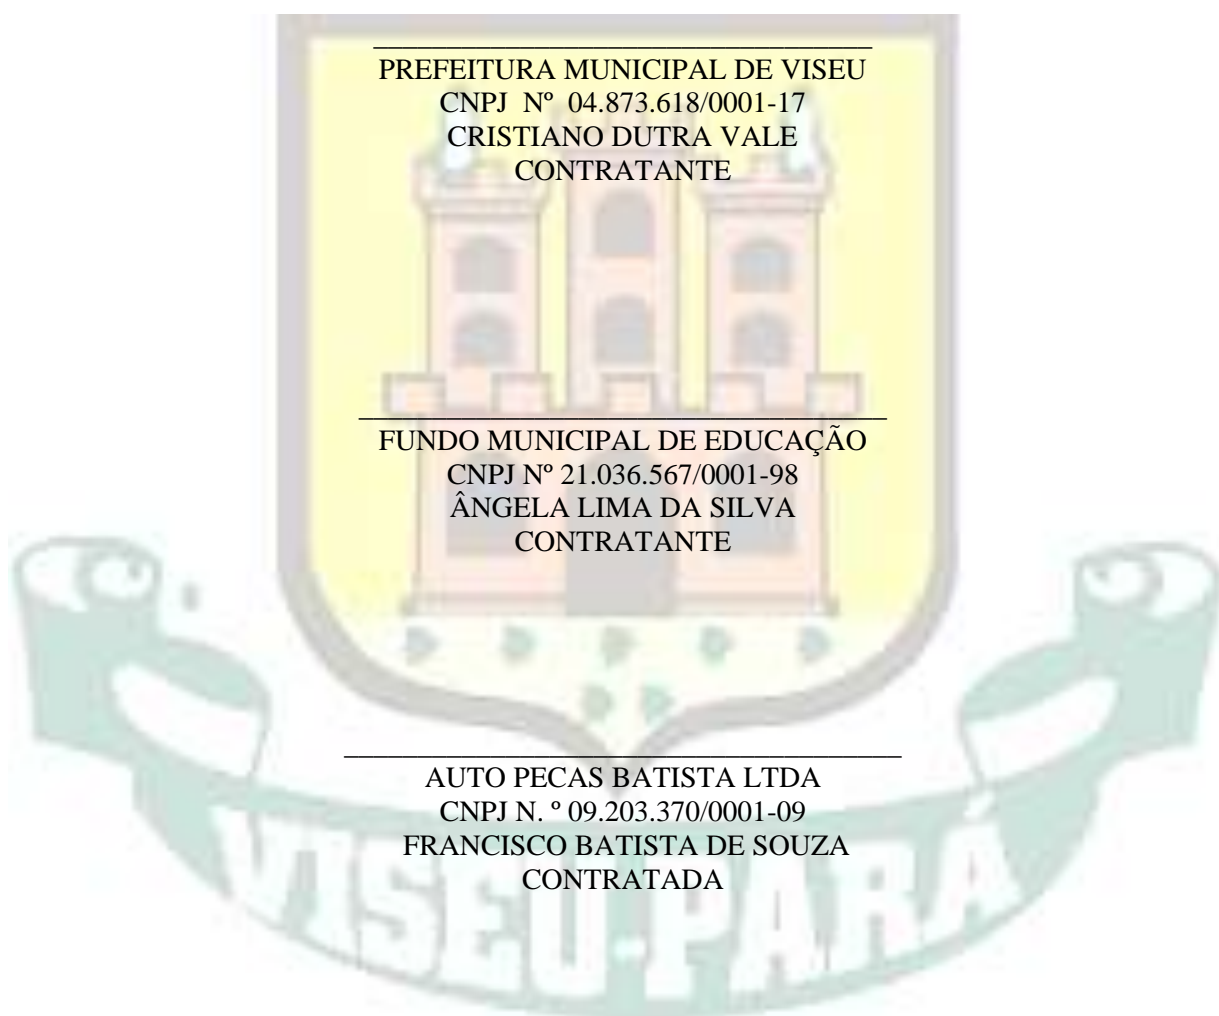 PREFEITURA MUNICIPAL DE VISEU
CNPJ Nº 04.873.618/0001-17
CRISTIANO DUTRA VALE
CONTRATANTE
FUNDO MUNICIPAL DE EDUCAÇÃO
CNPJ Nº 21.036.567/0001-98
ÂNGELA LIMA DA SILVA
CONTRATANTE
AUTO PECAS BATISTA LTDA
CNPJ N. º 09.203.370/0001-09
FRANCISCO BATISTA DE SOUZA
CONTRATADA
VISEU-PARÁ